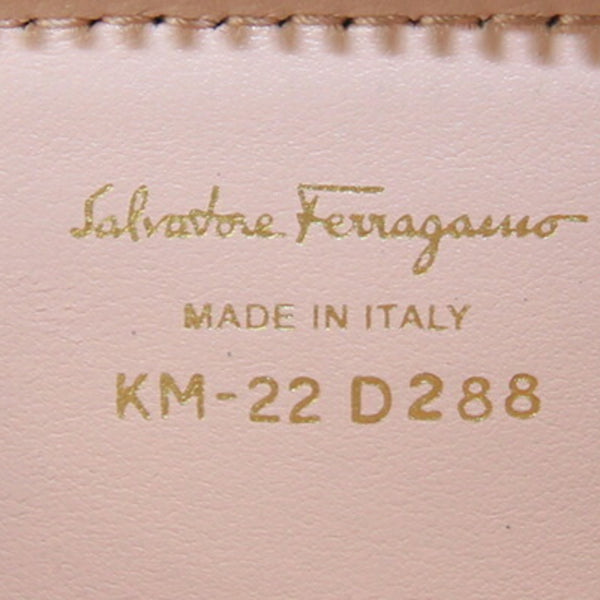 Salvatore Ferragamo
MADE IN ITALY
KM-22 D288